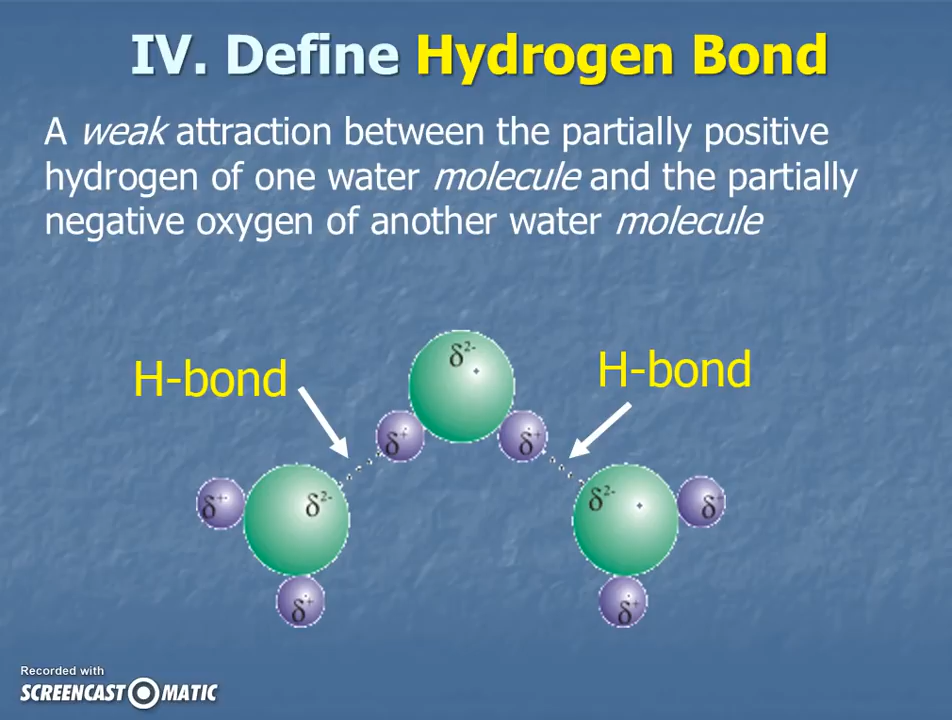 IV. Define Hydrogen Bond
A weak attraction between the partially positive
hydrogen of one water molecule and the partially
negative oxygen of another water molecule
H-bond
H-bond
δ2-
δ+
δ+
δ+
δ2-
δ2-
δ+
δ+
δ+
Recorded with
SCREENCAST MATIC